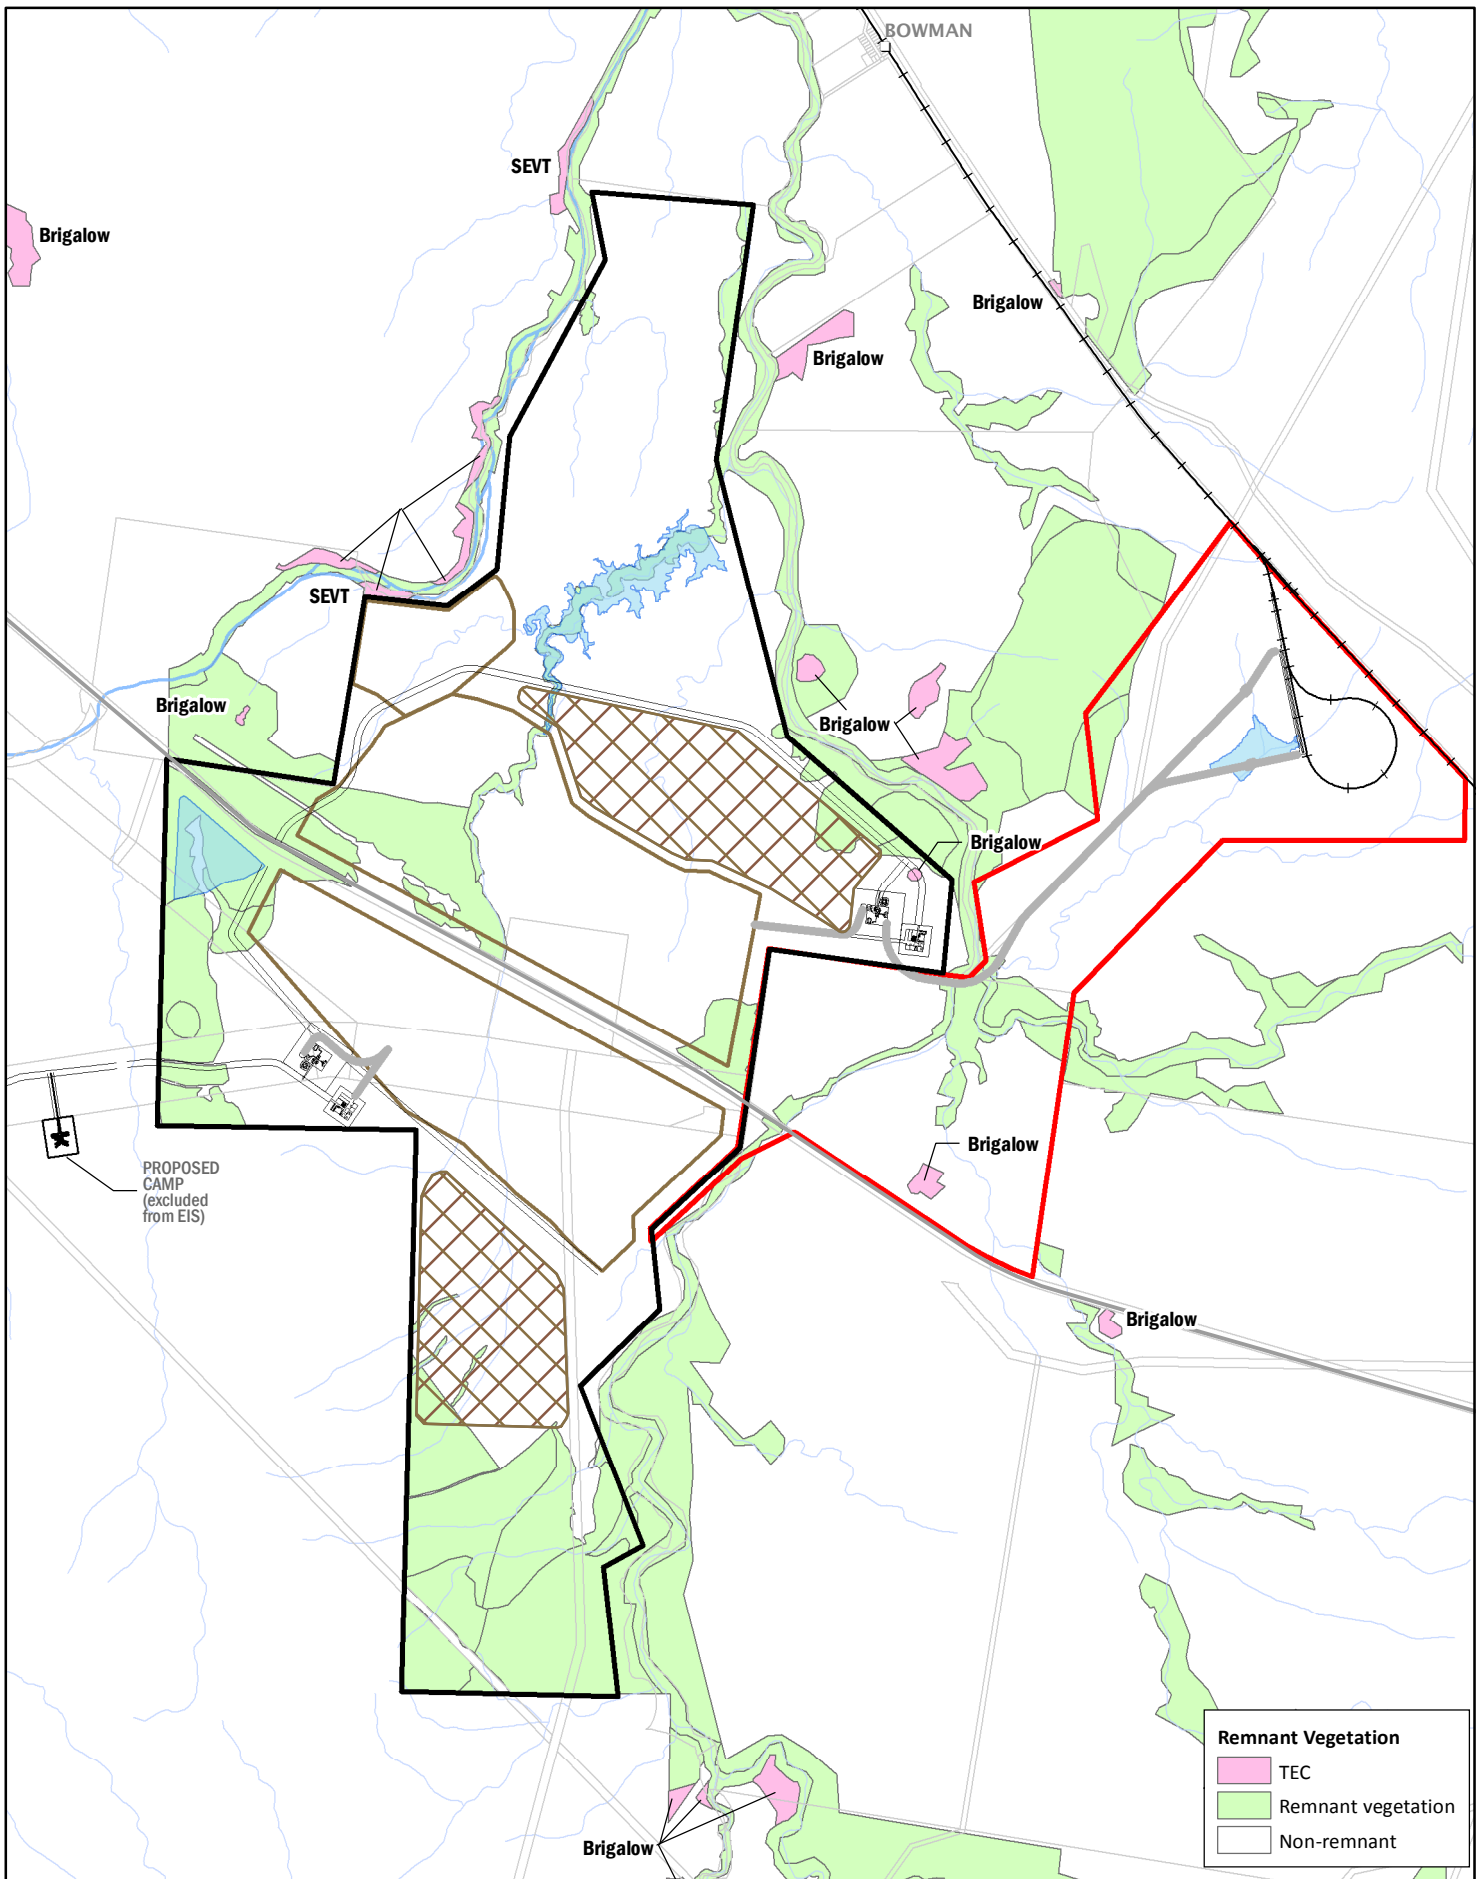 BOWMAN
SEVT
Brigalow
Brigalow
Brigalow
SEVT
Brigalow
Brigalow
Brigalow
Brigalow
PROPOSED
CAMP
(excluded
from EIS)
Brigalow
Brigalow
Remnant Vegetation
TEC
Remnant vegetation
Non-remnant